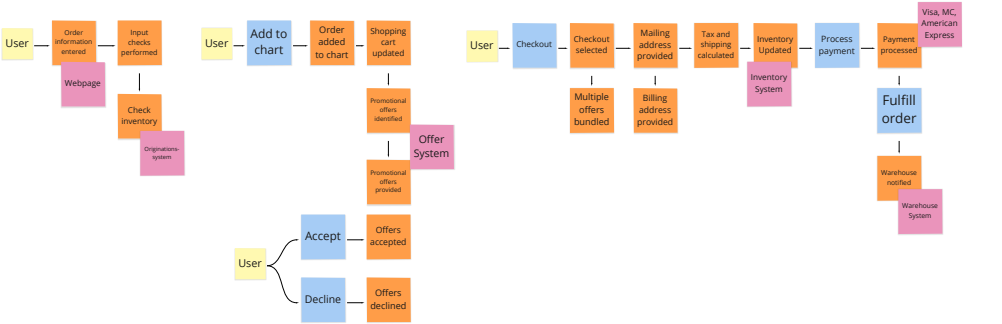 User
Order
information
entered
Webpage
Input
checks
performed
Check
inventory
Originations-
system
User
Add to
chart
Order
added
to chart
Shopping
cart
updated
Promotional
offers
identified
Offer
System
Promotional
offers
provided
User
Accept
Offers
accepted
Decline
Offers
declined
User
Checkout
Checkout
selected
Multiple
offers
bundled
Mailing
address
provided
Billing
address
provided
Tax and
shipping
calculated
Inventory
Updated
Inventory
System
Process
payment
Payment
processed
Visa, MC,
American
Express
Fulfill
order
Warehouse
notified
Warehouse
System